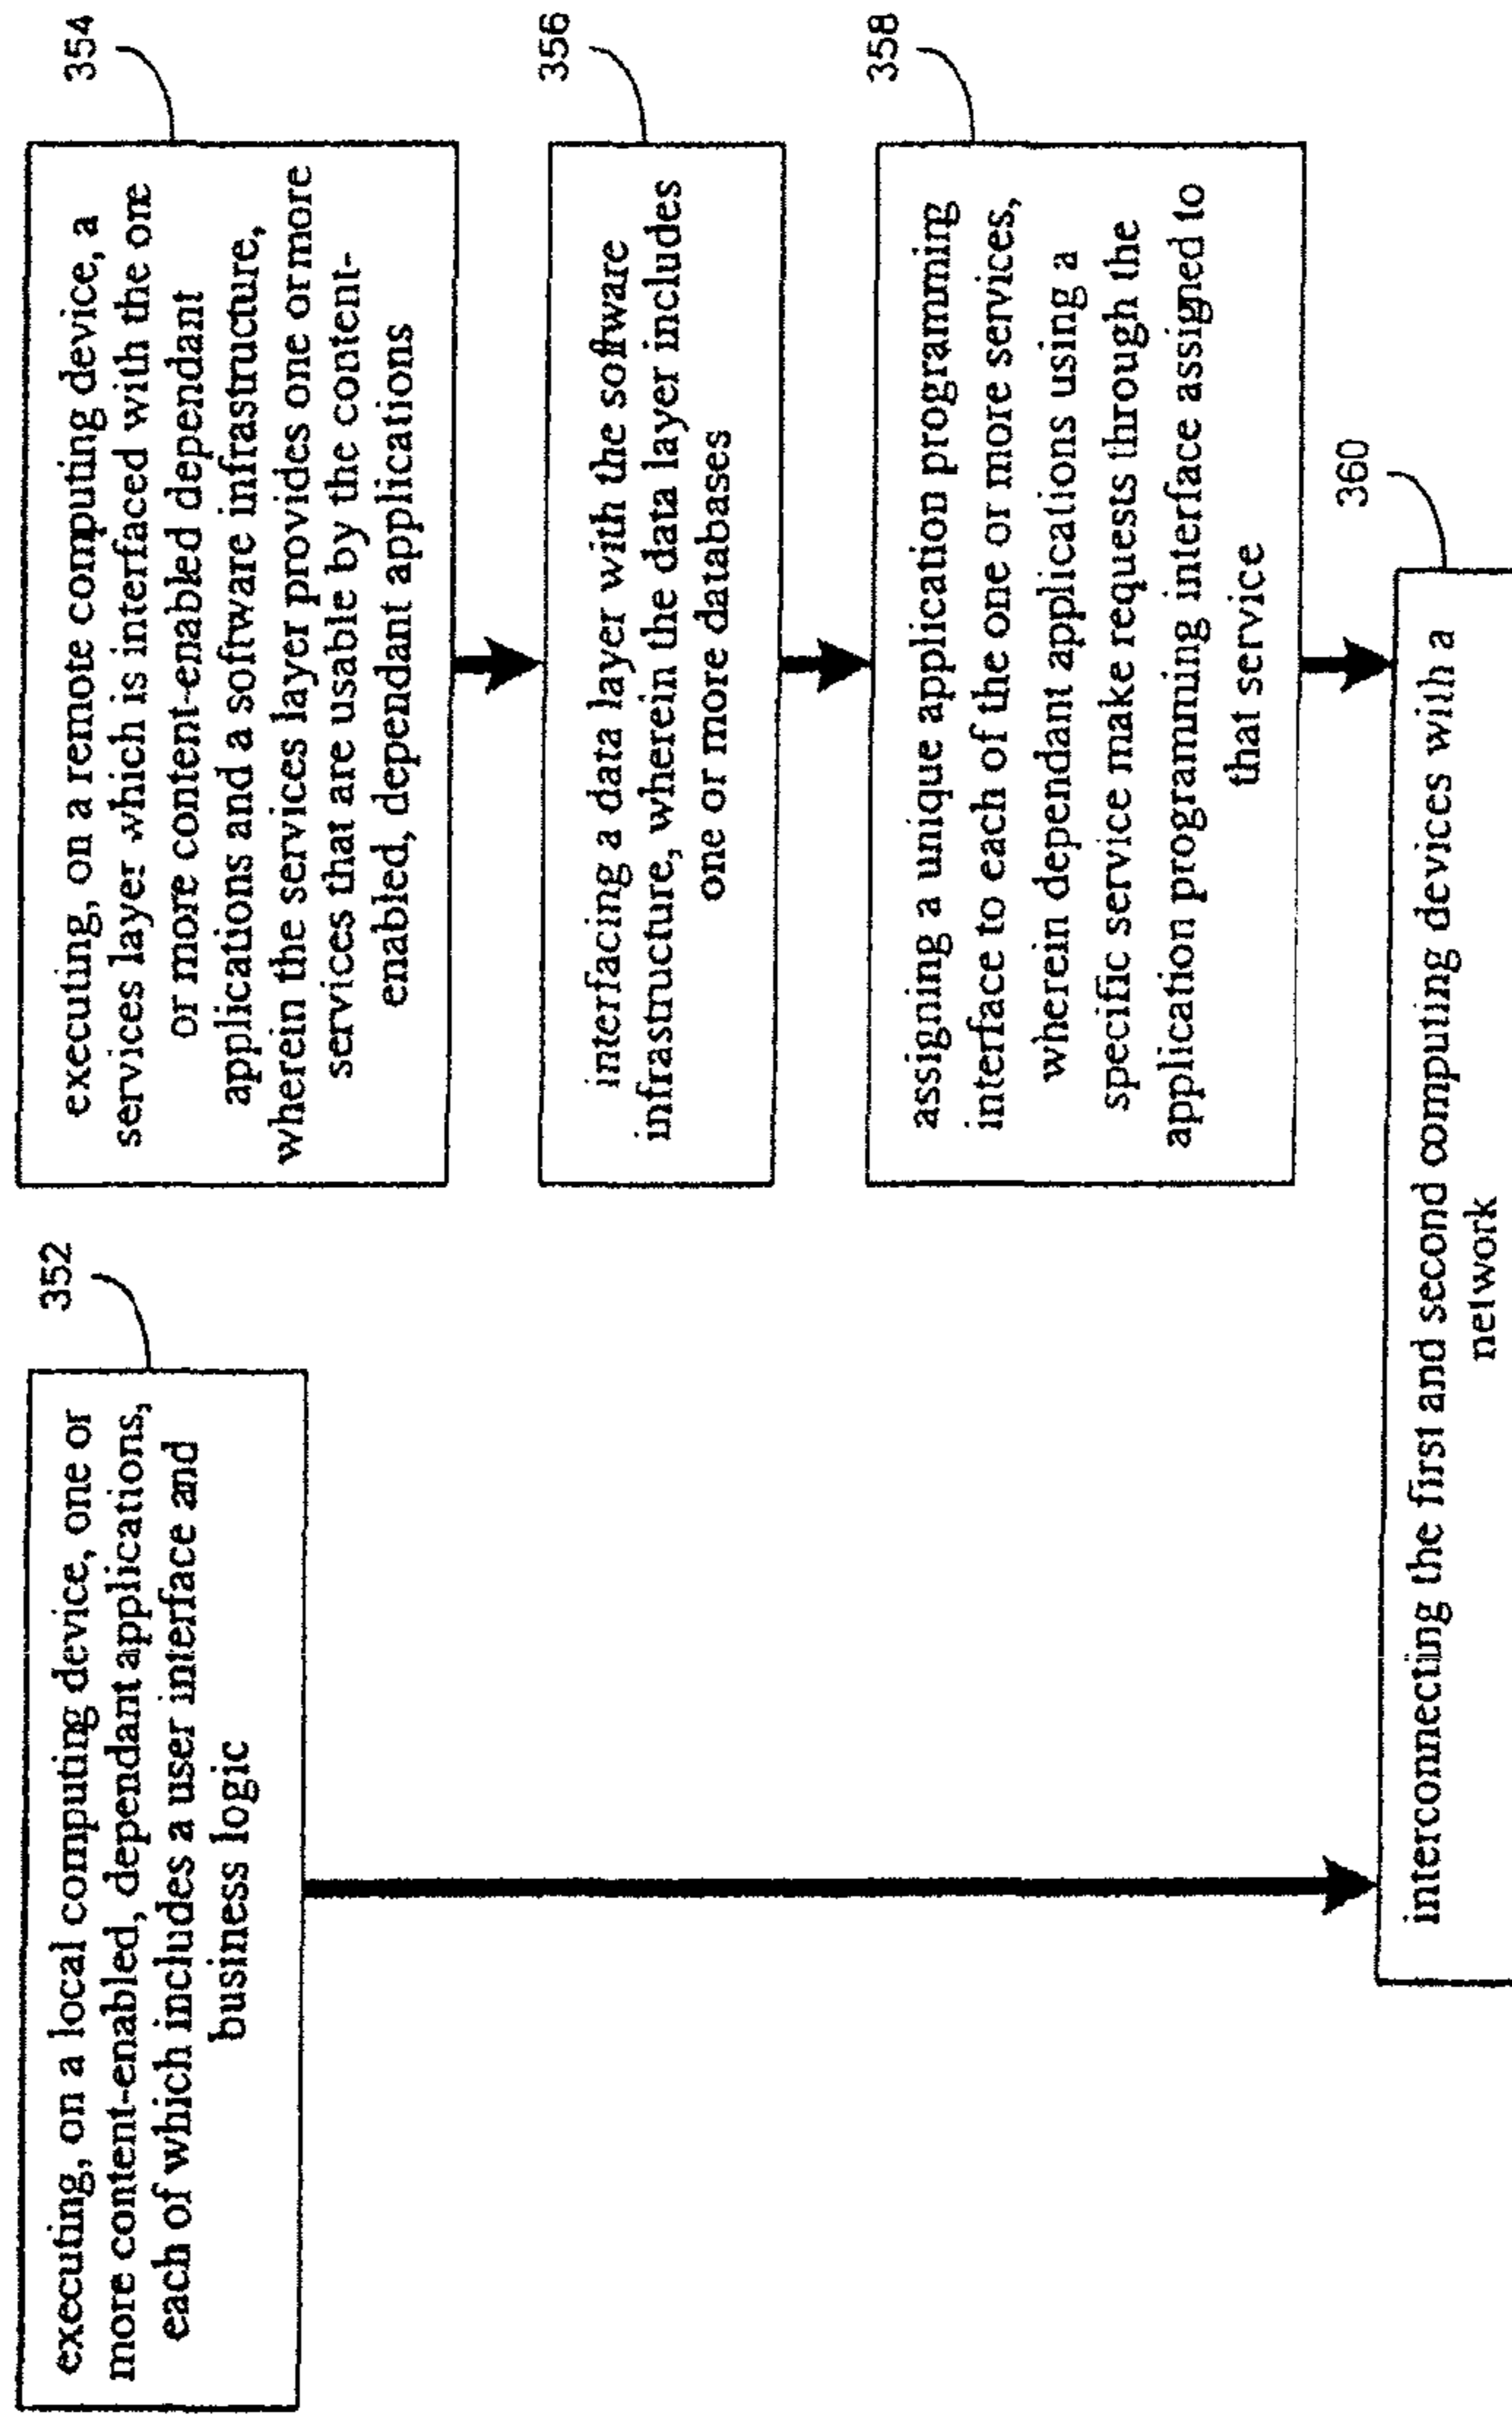 352
executing, on a local computing device, one or
more content-enabled, dependant applications,
each of which includes a user interface and
business logic
354
executing, on a remote computing device, a
services layer which is interfaced with the one
or more content-enabled dependant
applications and a software infrastructure,
wherein the services layer provides one or more
services that are usable by the content-
enabled, dependant applications
356
interfacing a data layer with the software
infrastructure, wherein the data layer includes
one or more databases
358
assigning a unique application programming
interface to each of the one or more services,
wherein dependant applications using a
specific service make requests through the
application programming interface assigned to
that service
360
interconnecting the first and second computing devices with a
network